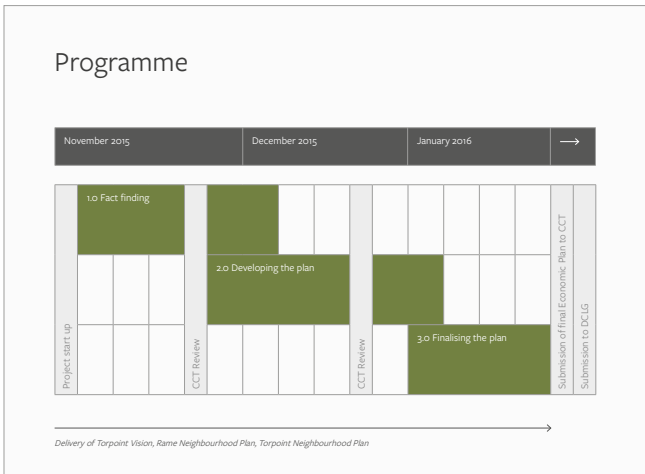 Programme
November 2015
December 2015
January 2016
Project start up
1.0 Fact finding
CCT Review
2.0 Developing the plan
CCT Review
3.0 Finalising the plan
Submission of final Economic Plan to CCT
Submission to DCLG
Delivery of Torpoint Vision, Rame Neighbourhood Plan, Torpoint Neighbourhood Plan